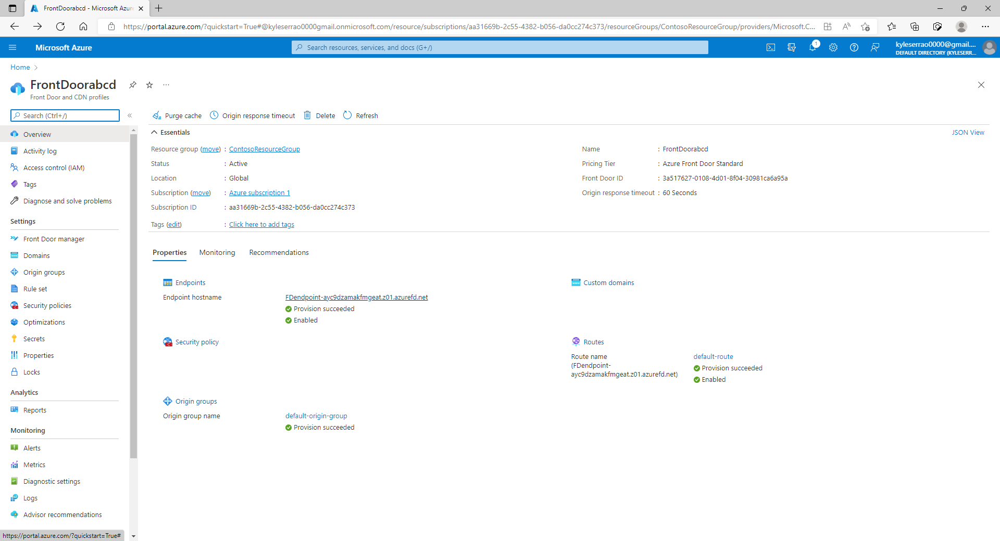 FrontDoorabcd - Microsoft Azure
https://portal.azure.com/?quickstart=True#@kyleserrao0000gmail.onmicrosoft.com/resource/subscriptions/aa31669b-2c55-4382-b056-da0cc274c373/resourceGroups/ContosoResourceGroup/providers/Microsoft.C...
Microsoft Azure
Search resources, services, and docs (G+/)
1
kyleserrao0000@gmail....
DEFAULT DIRECTORY (KYLESERR...
Home
FrontDoorabcd
...
Front Door and CDN profiles
Search (Ctrl+/)
«
Purge cache
Origin response timeout
Delete
Refresh
Overview
Activity log
Access control (IAM)
Tags
Diagnose and solve problems
Settings
Front Door manager
Domains
Origin groups
Rule set
Security policies
Optimizations
Secrets
Properties
Locks
Analytics
Reports
Monitoring
Alerts
Metrics
Diagnostic settings
Logs
Advisor recommendations
https://portal.azure.com/?quickstart=True#
Essentials
JSON View
Resource group (move) : ContosoResourceGroup
Status : Active
Location : Global
Subscription (move) : Azure subscription 1
Subscription ID : aa31669b-2c55-4382-b056-da0cc274c373
Tags (edit) : Click here to add tags
Name : FrontDoorabcd
Pricing Tier : Azure Front Door Standard
Front Door ID : 3a517627-0108-4d01-8f04-30981ca6a95a
Origin response timeout : 60 Seconds
Properties
Monitoring
Recommendations
Endpoints
Endpoint hostname
FDendpoint-ayc9dzamakfmgeat.z01.azurefd.net
Provision succeeded
Enabled
Custom domains
Security policy
Routes
Route name
(FDendpoint-
ayc9dzamakfmgeat.z01.azurefd.net)
default-route
Provision succeeded
Enabled
Origin groups
Origin group name
default-origin-group
Provision succeeded